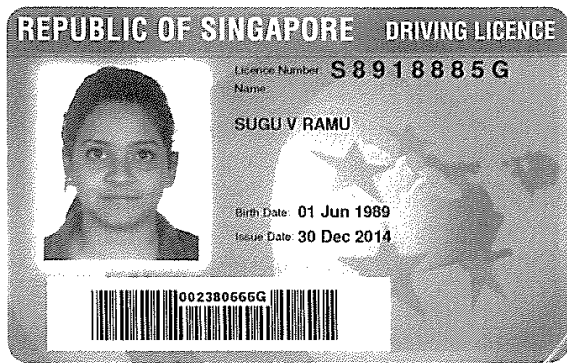 REPUBLIC OF SINGAPORE DRIVING LICENCE
Licence Number: S8918885G
Name:
SUGU V RAMU
Birth Date: 01 Jun 1989
Issue Date: 30 Dec 2014
002380666G